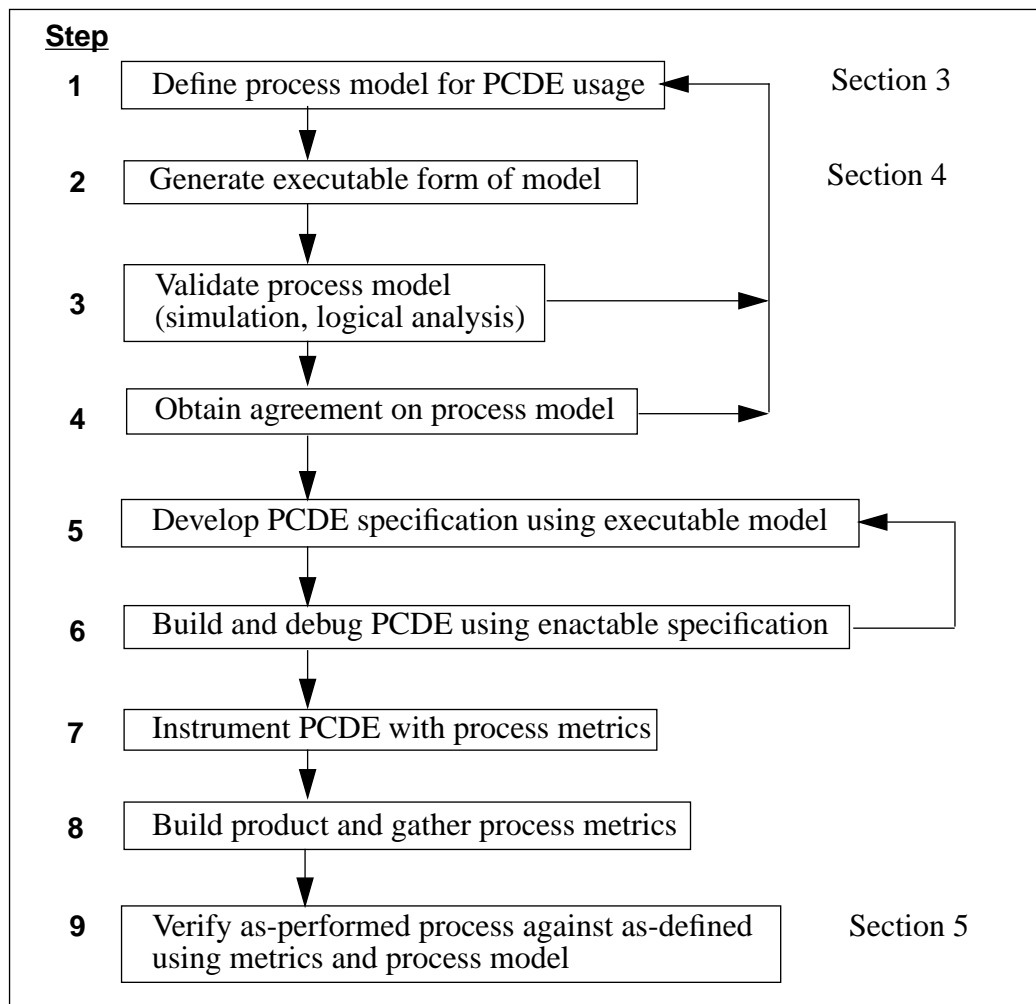 Step
1 Define process model for PCDE usage Section 3
2 Generate executable form of model Section 4
3 Validate process model
(simulation, logical analysis)
4 Obtain agreement on process model
5 Develop PCDE specification using executable model
6 Build and debug PCDE using enactable specification
7 Instrument PCDE with process metrics
8 Build product and gather process metrics
9 Verify as-performed process against as-defined Section 5
using metrics and process model